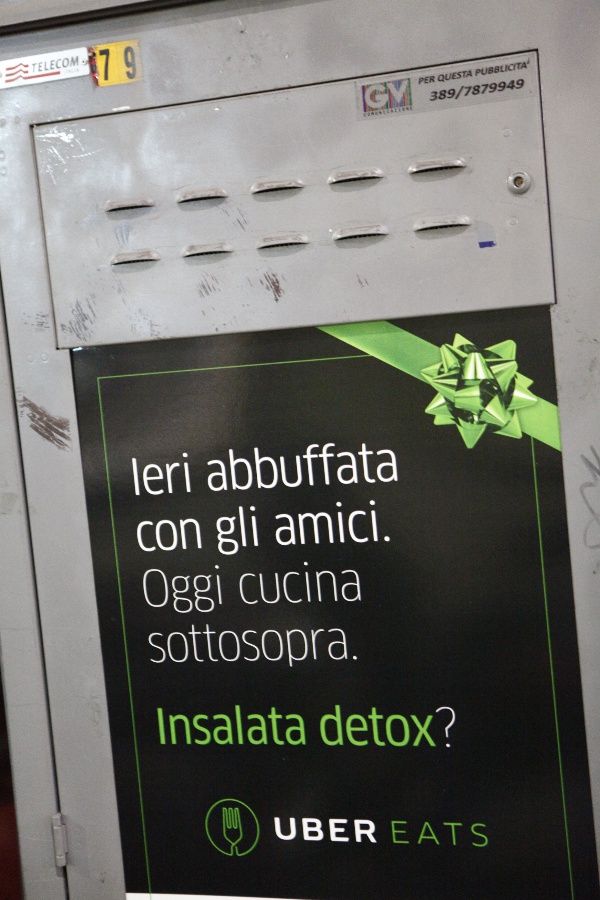 TELECOM
79
GM
COMUNICAZIONE
PER QUESTA PUBBLICITA'
389/7879949
Ieri abbuffata
con gli amici.
Oggi cucina
sottosopra.
Insalata detox?
UBER EATS